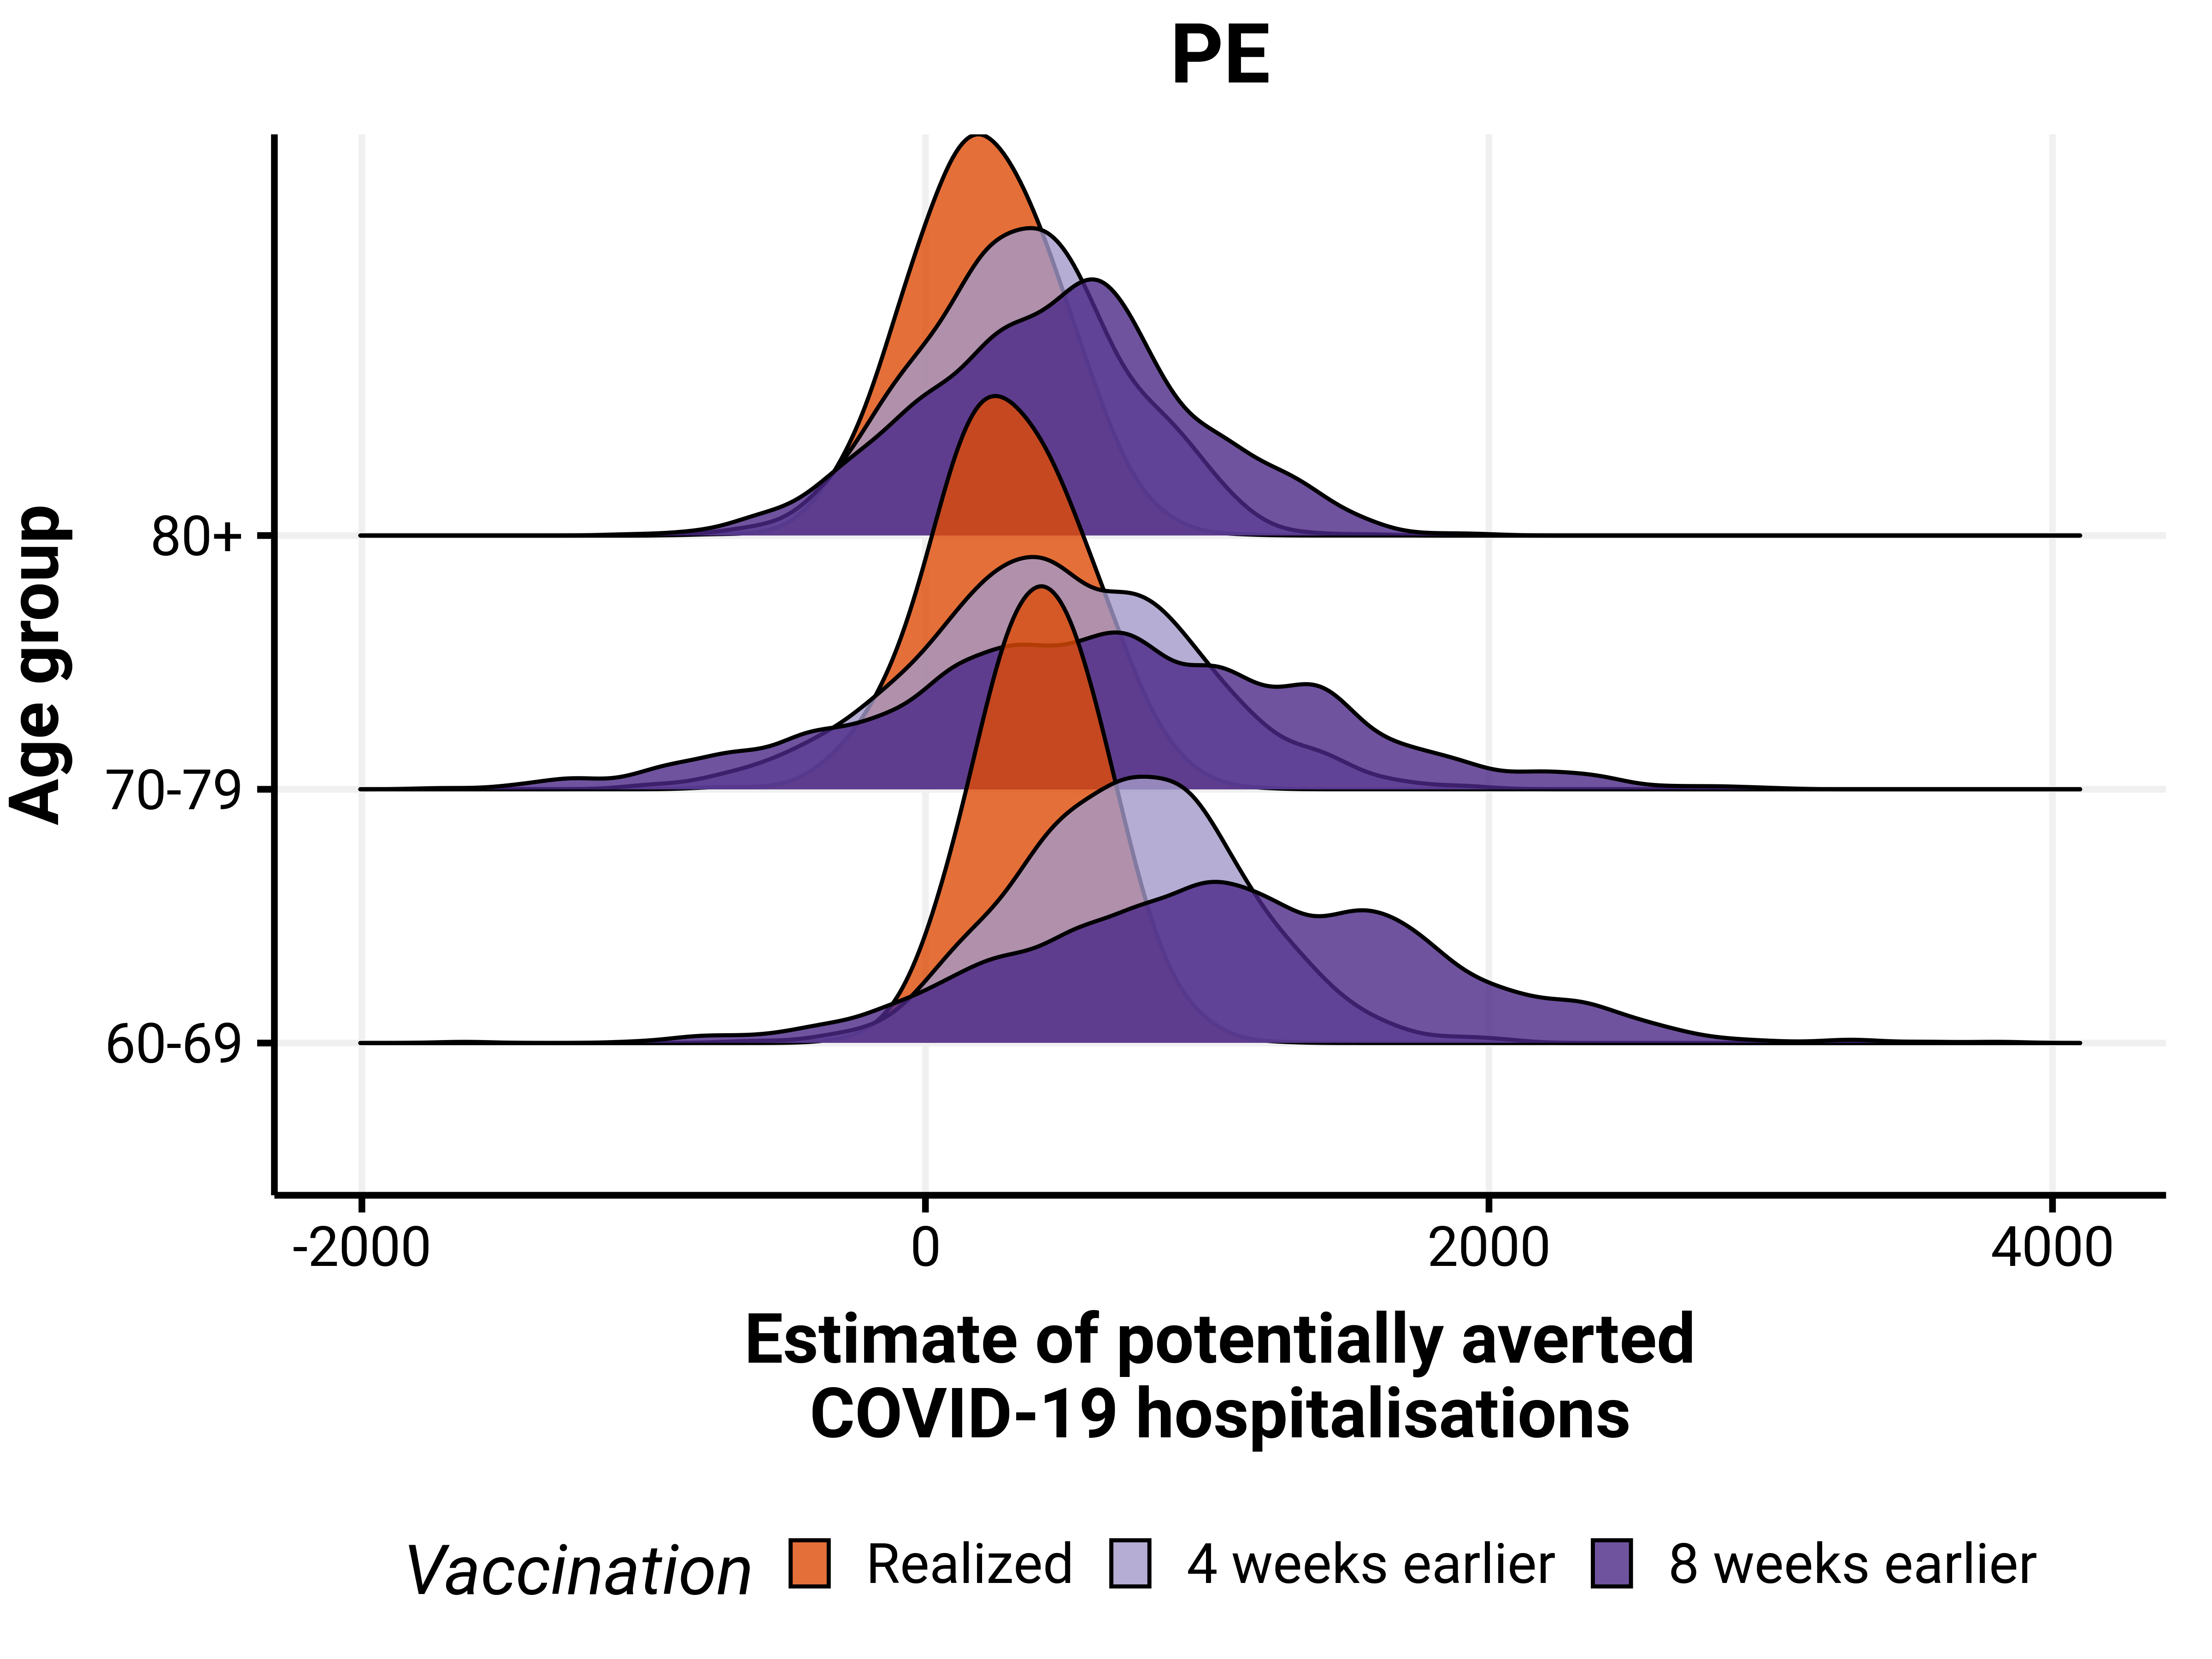 PE
Age group
80+
70-79
60-69
-2000 0 2000 4000
Estimate of potentially averted
COVID-19 hospitalisations
Vaccination Realized 4 weeks earlier 8 weeks earlier